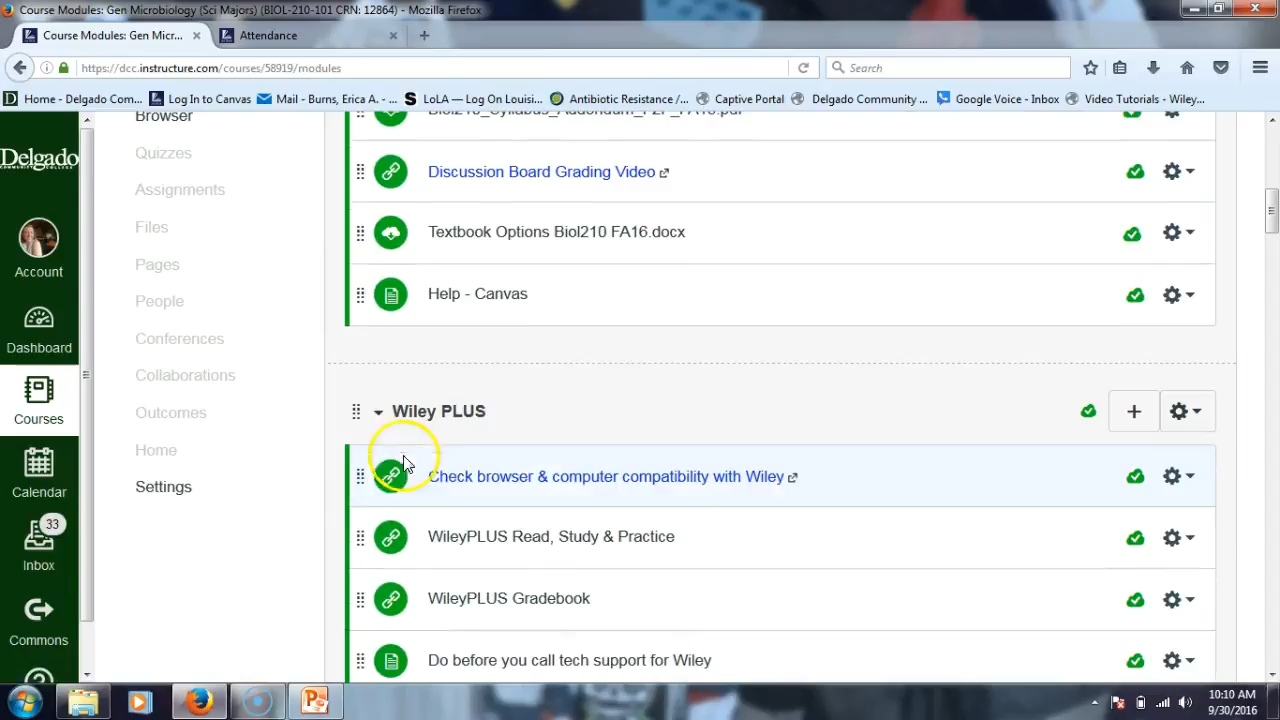 Course Modules: Gen Microbiology (Sci Majors) (BIOL-210-101 CRN: 12864) - Mozilla Firefox
Course Modules: Gen Micr...
Attendance
https://dcc.instructure.com/courses/58919/modules
Search
Home - Delgado Com...
Log In to Canvas
Mail - Burns, Erica A. - ...
LoLA — Log On Louisi...
Antibiotic Resistance /...
Captive Portal
Delgado Community ...
Google Voice - Inbox
Video Tutorials - Wiley...
Delgado
COMMUNITY COLLEGE
Account
Dashboard
Courses
Calendar
33
Inbox
Commons
Browser
Quizzes
Assignments
Files
Pages
People
Conferences
Collaborations
Outcomes
Home
Settings
Biol210_Syllabus_Addendum_F2F_FA16.pdf
Discussion Board Grading Video
Textbook Options Biol210 FA16.docx
Help - Canvas
Wiley PLUS
Check browser & computer compatibility with Wiley
WileyPLUS Read, Study & Practice
WileyPLUS Gradebook
Do before you call tech support for Wiley
10:10 AM
9/30/2016